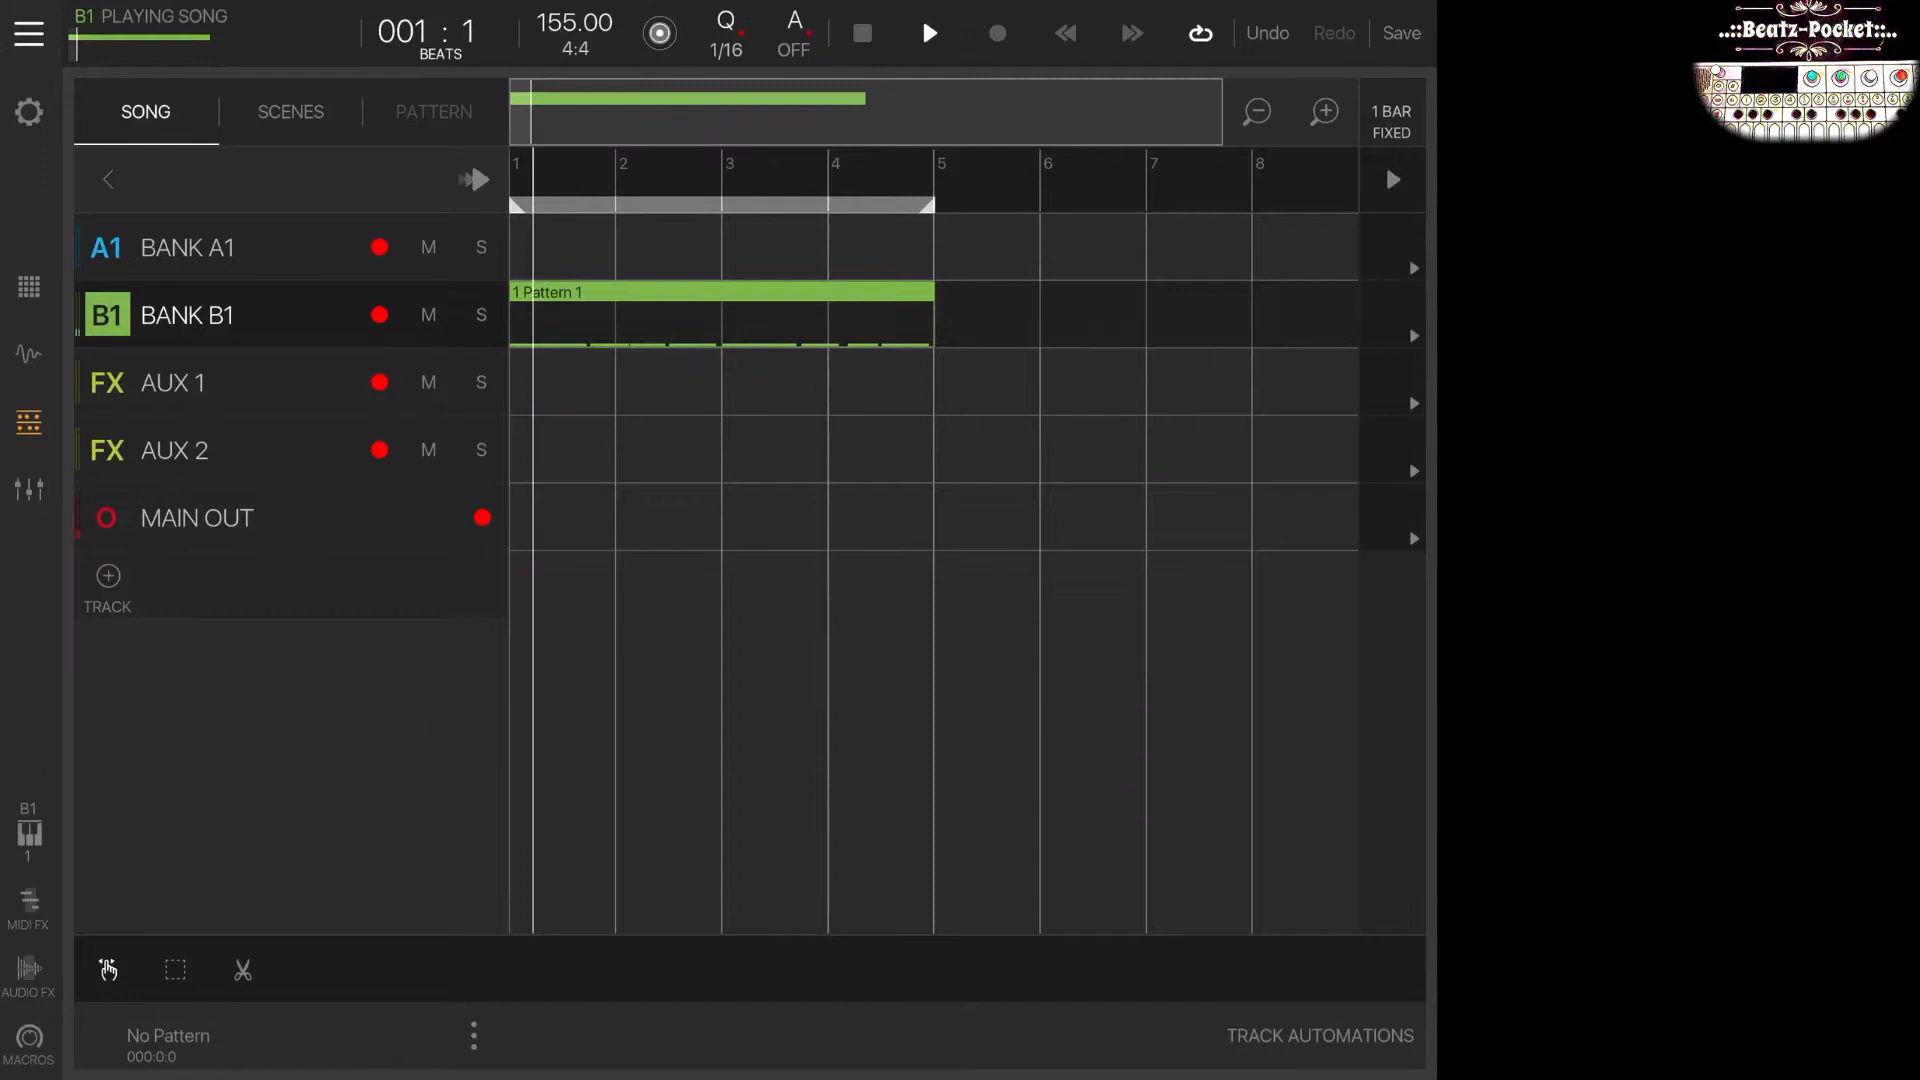 B1 PLAYING SONG
001 : 1
BEATS
155.00
4:4
Q
1/16
A
OFF
Undo
Redo
Save
..::Beatz-Pocket::..
SONG
SCENES
PATTERN
1 BAR
FIXED
1 2 3 4 5 6 7 8
A1 BANK A1 M S
1 Pattern 1
B1 BANK B1 M S
FX AUX 1 M S
FX AUX 2 M S
O MAIN OUT
TRACK
B1
1
MIDI FX
AUDIO FX
MACROS
No Pattern
000:0:0
TRACK AUTOMATIONS